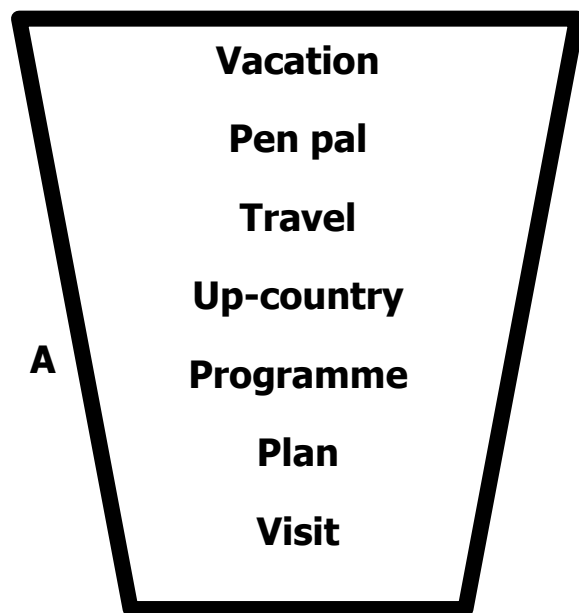 Vacation
Pen pal
Travel
Up-country
A
Programme
Plan
Visit